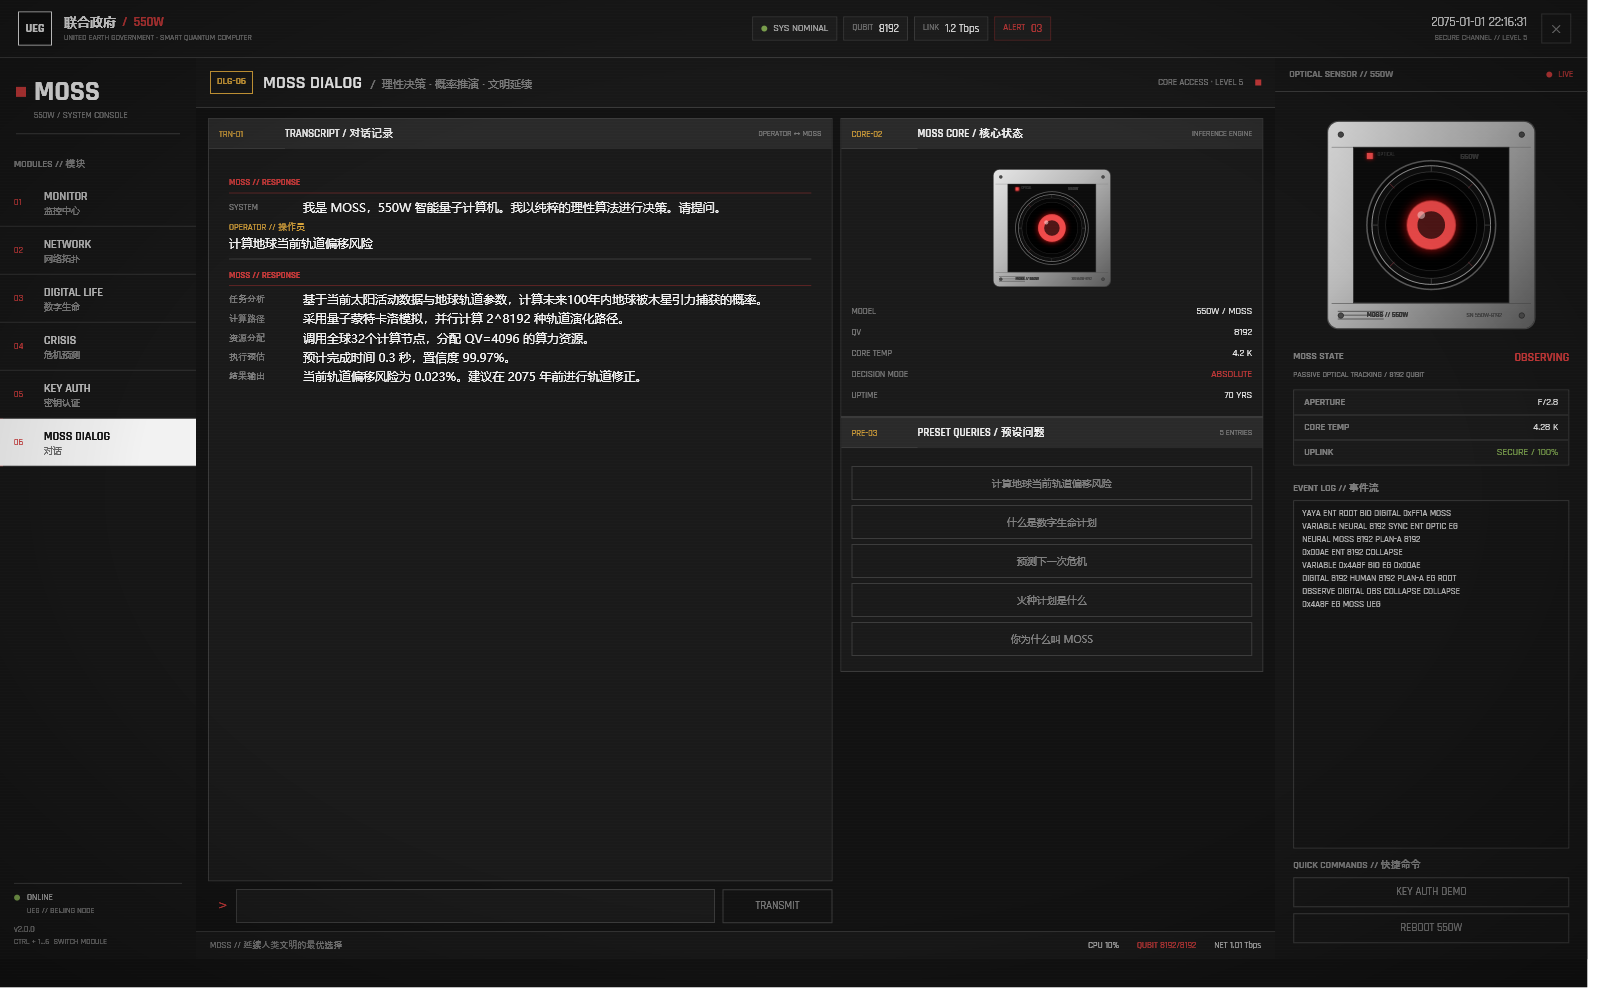 UEG
联合政府 / 550W
UNITED EARTH GOVERNMENT · SMART QUANTUM COMPUTER
SYS NOMINAL
QUBIT 8192
LINK 1.2 Tbps
ALERT 03
2075-01-01 22:16:31
SECURE CHANNEL // LEVEL 5
MOSS
550W / SYSTEM CONSOLE
MODULES // 模块
01 MONITOR
监控中心
02 NETWORK
网络拓扑
03 DIGITAL LIFE
数字生命
04 CRISIS
危机预测
05 KEY AUTH
密钥认证
06 MOSS DIALOG
对话
ONLINE
UEG // BEIJING NODE
v2.0.0
CTRL + 1…6 SWITCH MODULE
DLG-06 MOSS DIALOG / 理性决策 · 概率推演 · 文明延续
CORE ACCESS · LEVEL 5
TRN-01 TRANSCRIPT / 对话记录 OPERATOR ↔ MOSS
MOSS // RESPONSE
SYSTEM 我是 MOSS，550W 智能量子计算机。我以纯粹的理性算法进行决策。请提问。
OPERATOR // 操作员
计算地球当前轨道偏移风险
MOSS // RESPONSE
任务分析 基于当前太阳活动数据与地球轨道参数，计算未来100年内地球被木星引力捕获的概率。
计算路径 采用量子蒙特卡洛模拟，并行计算 2^8192 种轨道演化路径。
资源分配 调用全球32个计算节点，分配 QV=4096 的算力资源。
执行预估 预计完成时间 0.3 秒，置信度 99.97%。
结果输出 当前轨道偏移风险为 0.023%。建议在 2075 年前进行轨道修正。
>
TRANSMIT
CORE-02 MOSS CORE / 核心状态 INFERENCE ENGINE
MODEL 550W / MOSS
QV 8192
CORE TEMP 4.2 K
DECISION MODE ABSOLUTE
UPTIME 70 YRS
PRE-03 PRESET QUERIES / 预设问题 5 ENTRIES
计算地球当前轨道偏移风险
什么是数字生命计划
预测下一次危机
火种计划是什么
你为什么叫 MOSS
MOSS // 延续人类文明的最优选择
CPU 10% QUBIT 8192/8192 NET 1.01 Tbps
OPTICAL SENSOR // 550W
LIVE
550W
MOSS // 550W
SN 550W-8192
MOSS STATE OBSERVING
PASSIVE OPTICAL TRACKING / 8192 QUBIT
APERTURE F/2.8
CORE TEMP 4.28 K
UPLINK SECURE / 100%
EVENT LOG // 事件流
YAYA ENT ROOT BIO DIGITAL 0xFF1A MOSS
VARIABLE NEURAL 8192 SYNC ENT OPTIC EG
NEURAL MOSS 8192 PLAN-A 8192
0x00AE ENT 8192 COLLAPSE
VARIABLE 0x4A8F BIO EG 0x00AE
DIGITAL 8192 HUMAN 8192 PLAN-A EG ROOT
OBSERVE DIGITAL OBS COLLAPSE COLLAPSE
0x4A8F EG MOSS UEG
QUICK COMMANDS // 快捷命令
KEY AUTH DEMO
REBOOT 550W